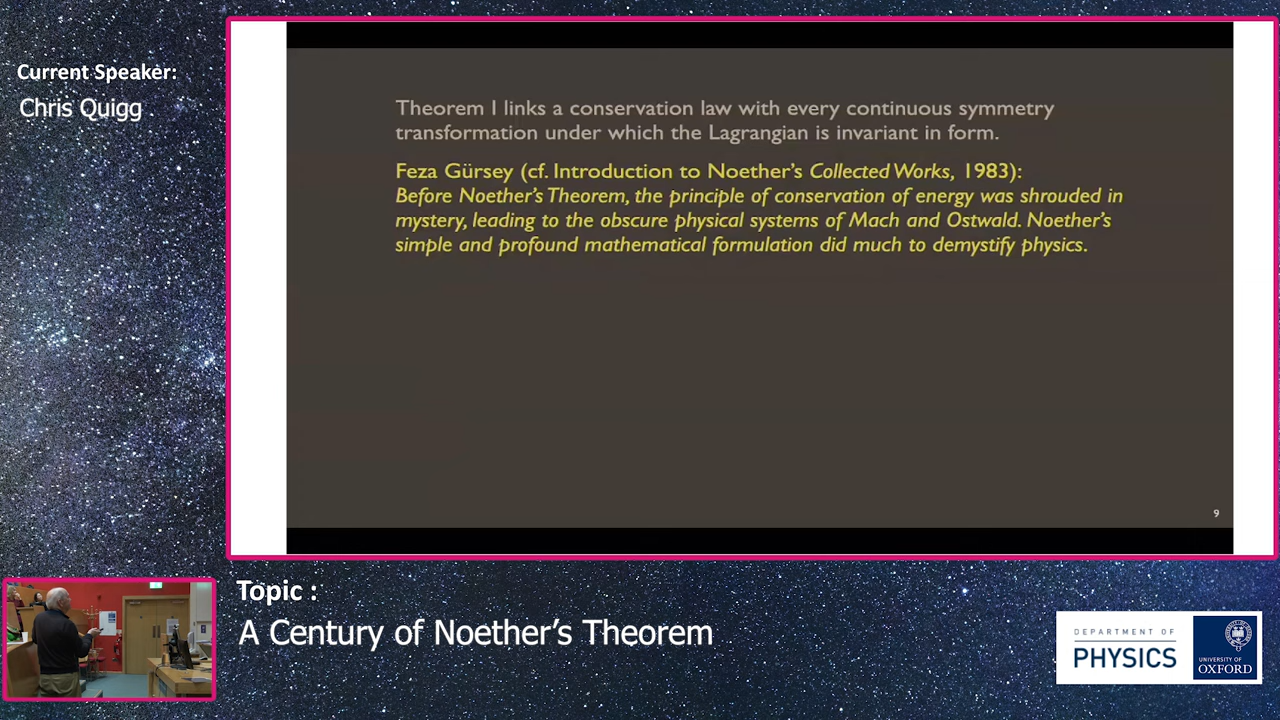 Current Speaker:
Chris Quigg
Theorem I links a conservation law with every continuous symmetry
transformation under which the Lagrangian is invariant in form.
Feza Gürsey (cf. Introduction to Noether’s Collected Works, 1983):
Before Noether’s Theorem, the principle of conservation of energy was shrouded in
mystery, leading to the obscure physical systems of Mach and Ostwald. Noether’s
simple and profound mathematical formulation did much to demystify physics.
9
Topic :
A Century of Noether’s Theorem
DEPARTMENT OF
PHYSICS
UNIVERSITY OF
OXFORD